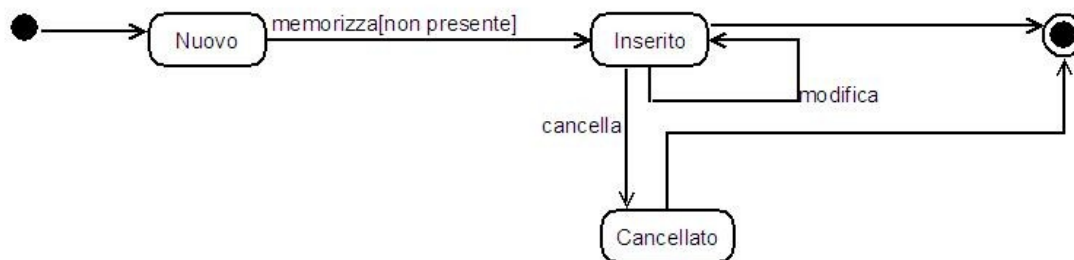 Nuovo
memorizza[non presente]
Inserito
modifica
cancella
Cancellato